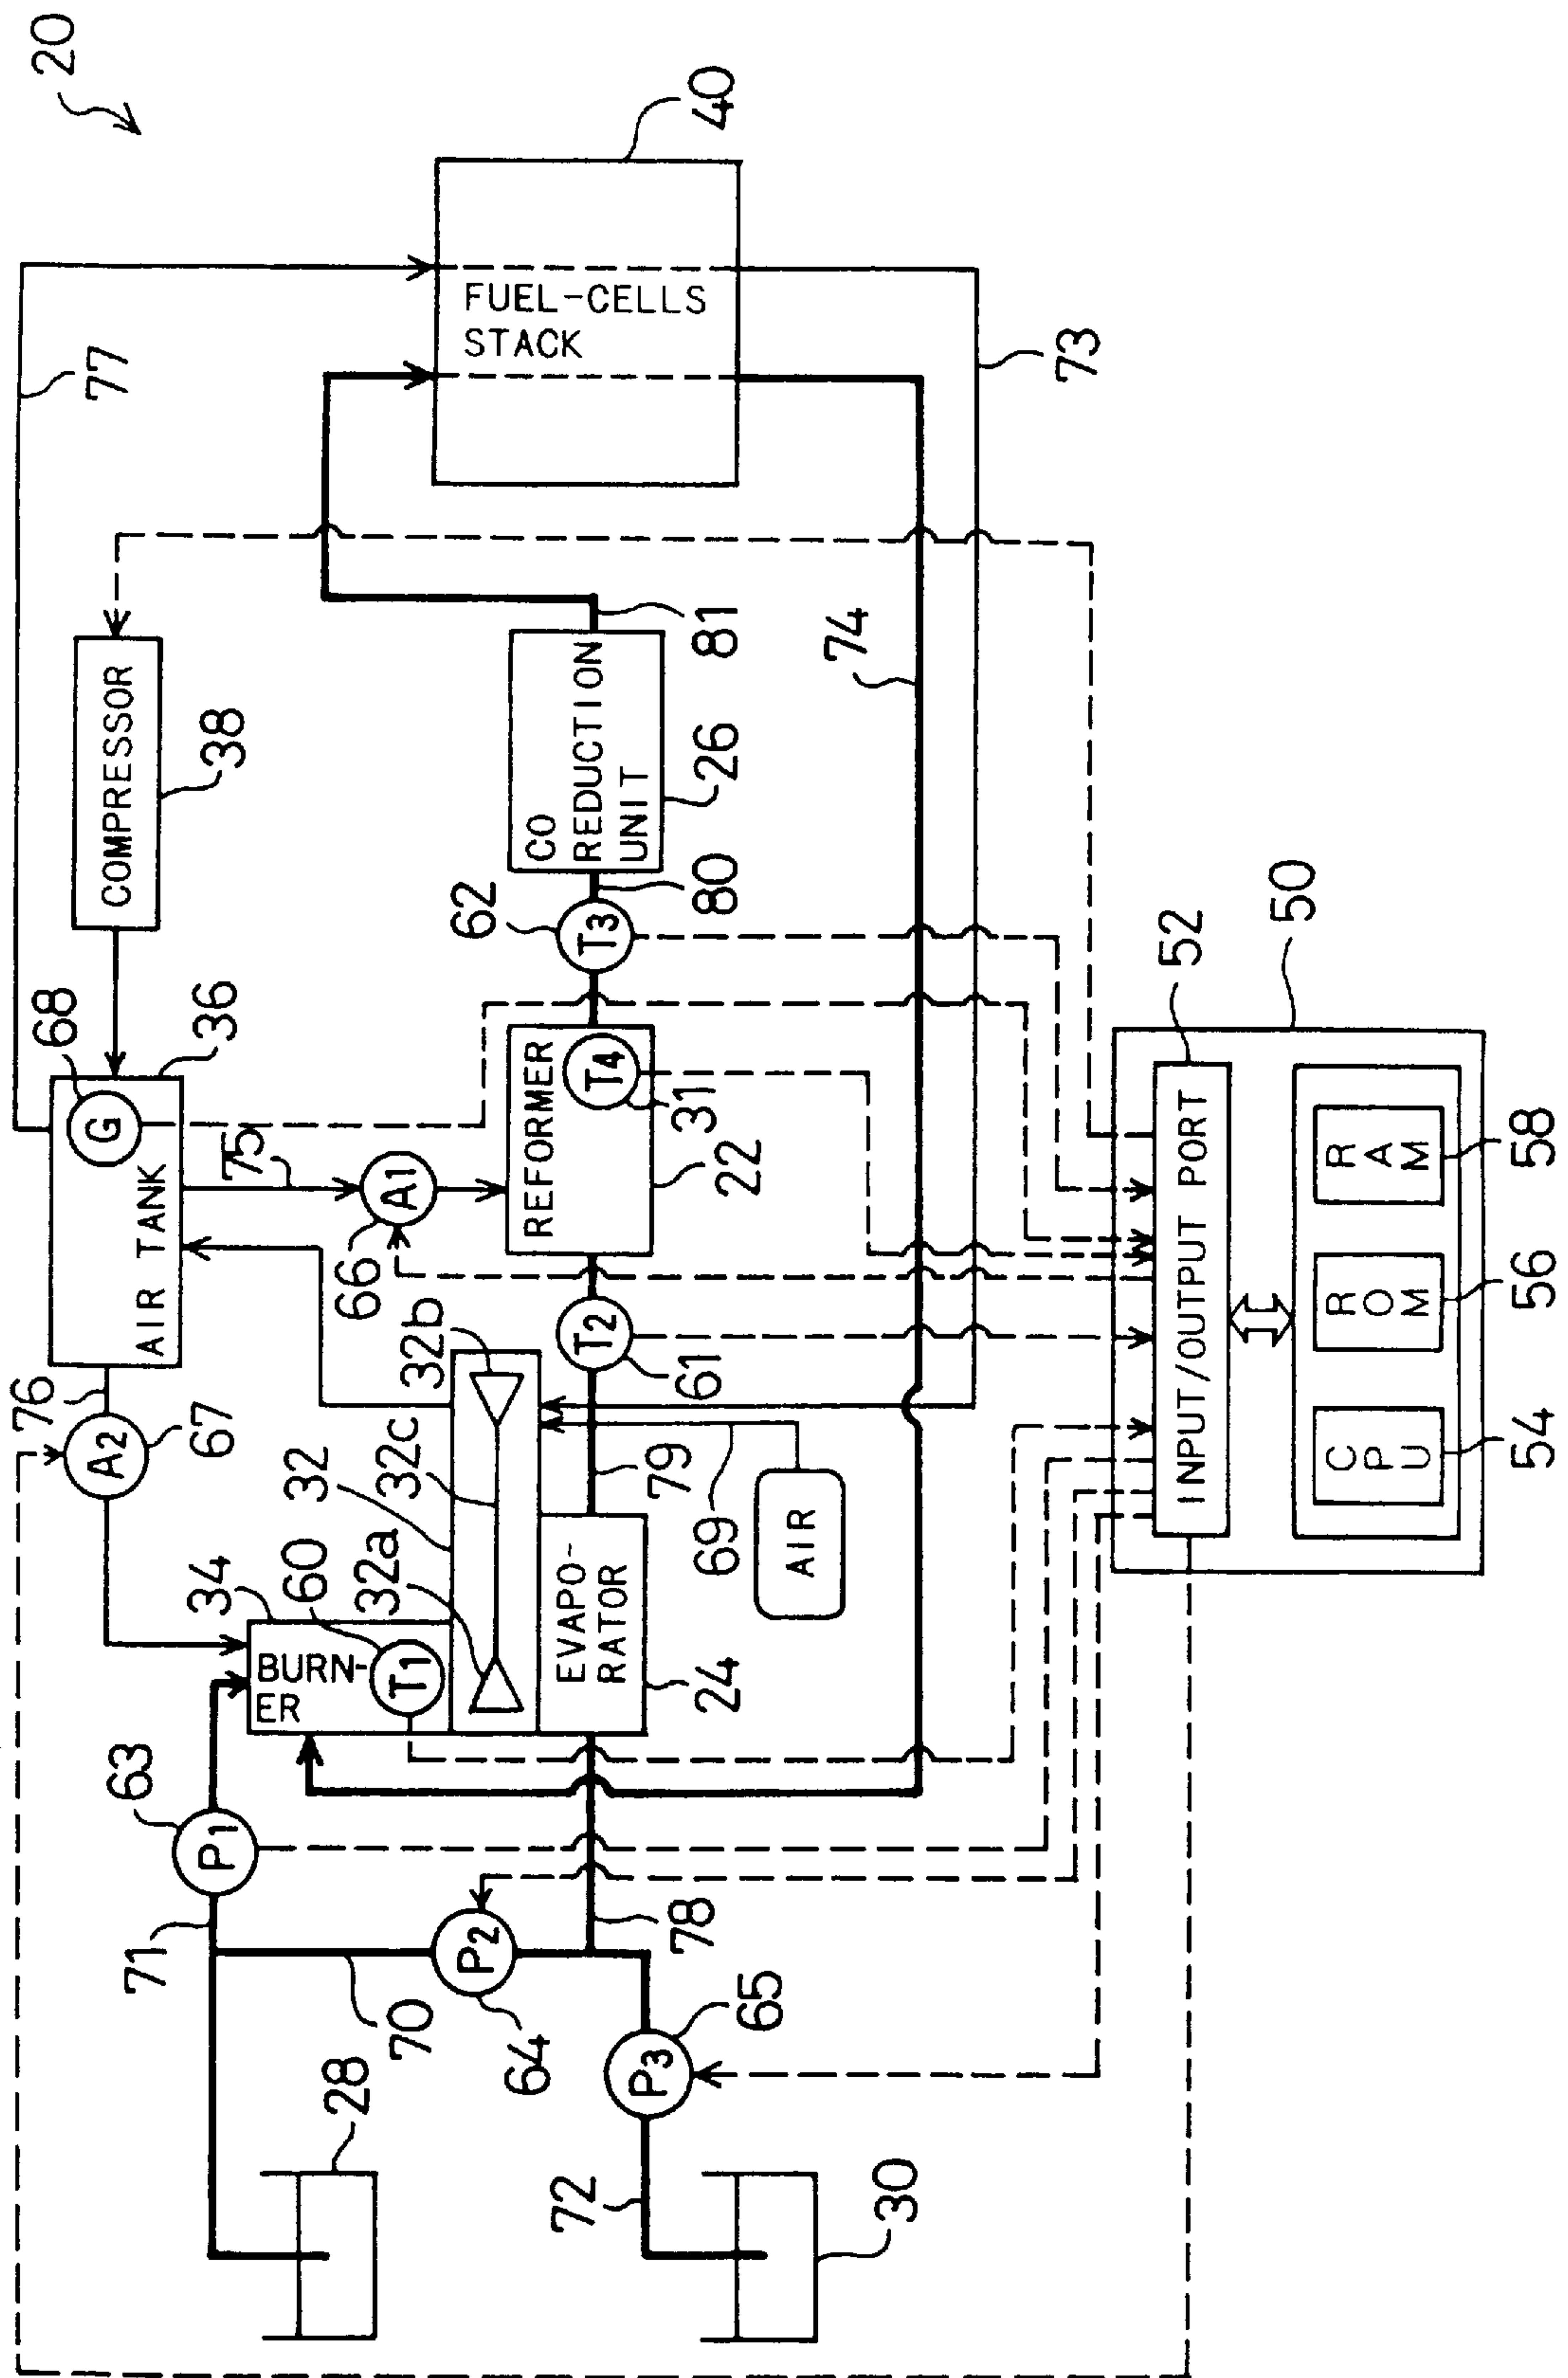 20
77
COMPRESSOR
38
68
G
36
AIR TANK
75
76
A2
67
A1
66
FUEL-CELLS
STACK
40
73
74
81
CO
REDUCTION
UNIT
26
80
62
T3
REFORMER
T4
31
22
T2
61
79
32
32a
32b
32c
34
BURN-
ER
60
T1
EVAPO-
RATOR
24
69
AIR
63
P1
71
70
P2
64
78
65
P3
72
28
30
50
52
INPUT/OUTPUT PORT
CPU
54
ROM
56
RAM
58